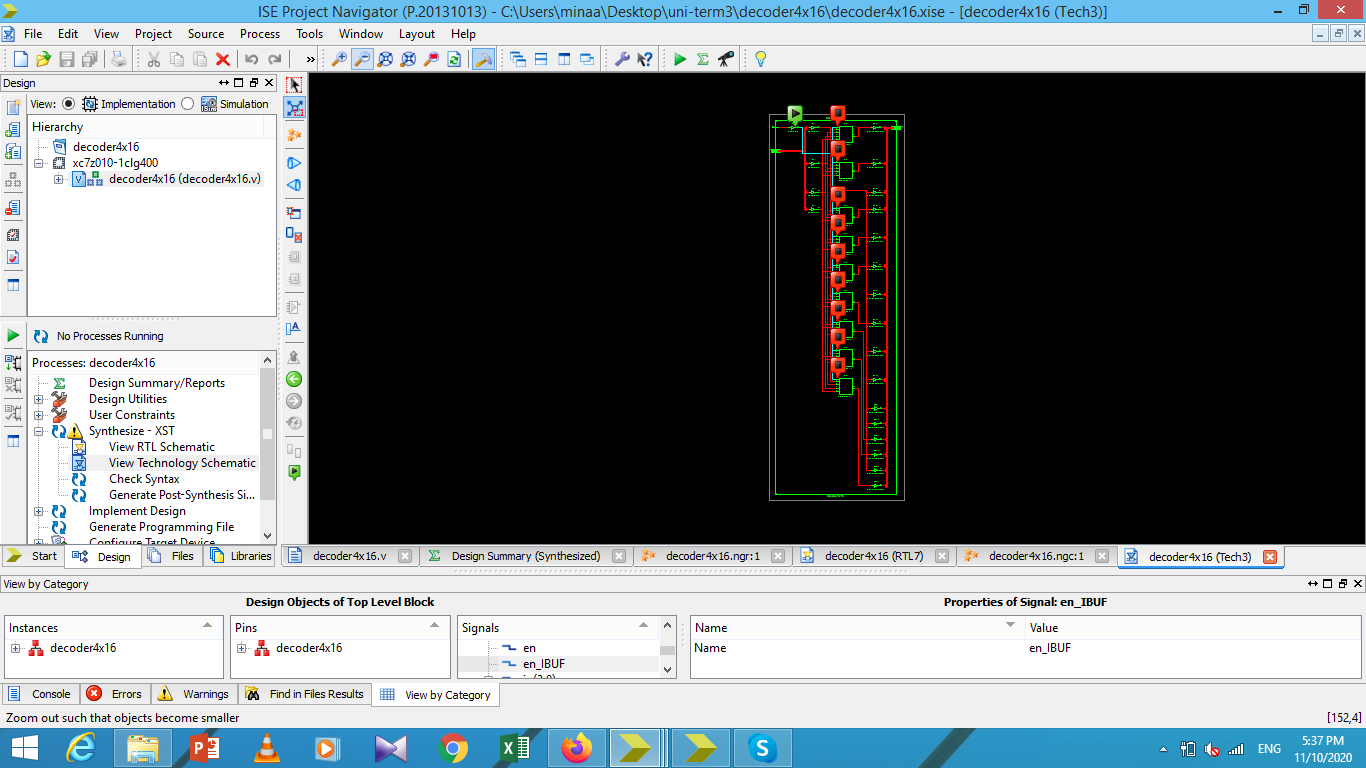 ISE Project Navigator (P.20131013) - C:\Users\minaa\Desktop\uni-term3\decoder4x16\decoder4x16.xise - [decoder4x16 (Tech3)]
File Edit View Project Source Process Tools Window Layout Help
Design
View: Implementation Simulation
Hierarchy
decoder4x16
xc7z010-1clg400
decoder4x16 (decoder4x16.v)
No Processes Running
Processes: decoder4x16
Design Summary/Reports
Design Utilities
User Constraints
Synthesize - XST
View RTL Schematic
View Technology Schematic
Check Syntax
Generate Post-Synthesis Si...
Implement Design
Generate Programming File
Configure Target Device
Start Design Files Libraries
decoder4x16.v Design Summary (Synthesized) decoder4x16.ngr:1 decoder4x16 (RTL7) decoder4x16.ngc:1 decoder4x16 (Tech3)
View by Category
Design Objects of Top Level Block Properties of Signal: en_IBUF
Instances Pins Signals Name Value
decoder4x16 decoder4x16 en Name en_IBUF
en_IBUF
Console Errors Warnings Find in Files Results View by Category
Zoom out such that objects become smaller [152,4]
ENG 5:37 PM
11/10/2020